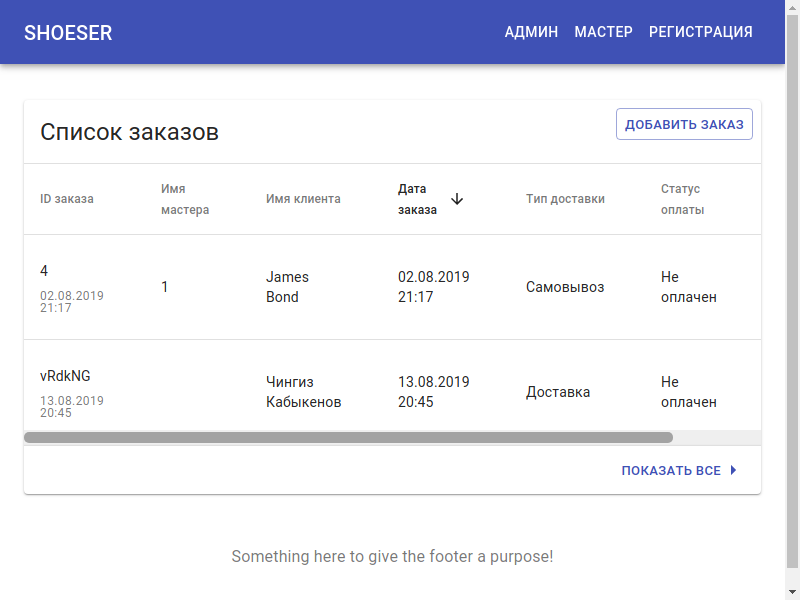 SHOESER АДМИН МАСТЕР РЕГИСТРАЦИЯ
Список заказов ДОБАВИТЬ ЗАКАЗ
ID заказа Имя мастера Имя клиента Дата заказа Тип доставки Статус оплаты
4
02.08.2019
21:17
1
James
Bond
02.08.2019
21:17
Самовывоз
Не
оплачен
vRdkNG
13.08.2019
20:45
Чингиз
Кабыкенов
13.08.2019
20:45
Доставка
Не
оплачен
ПОКАЗАТЬ ВСЕ
Something here to give the footer a purpose!